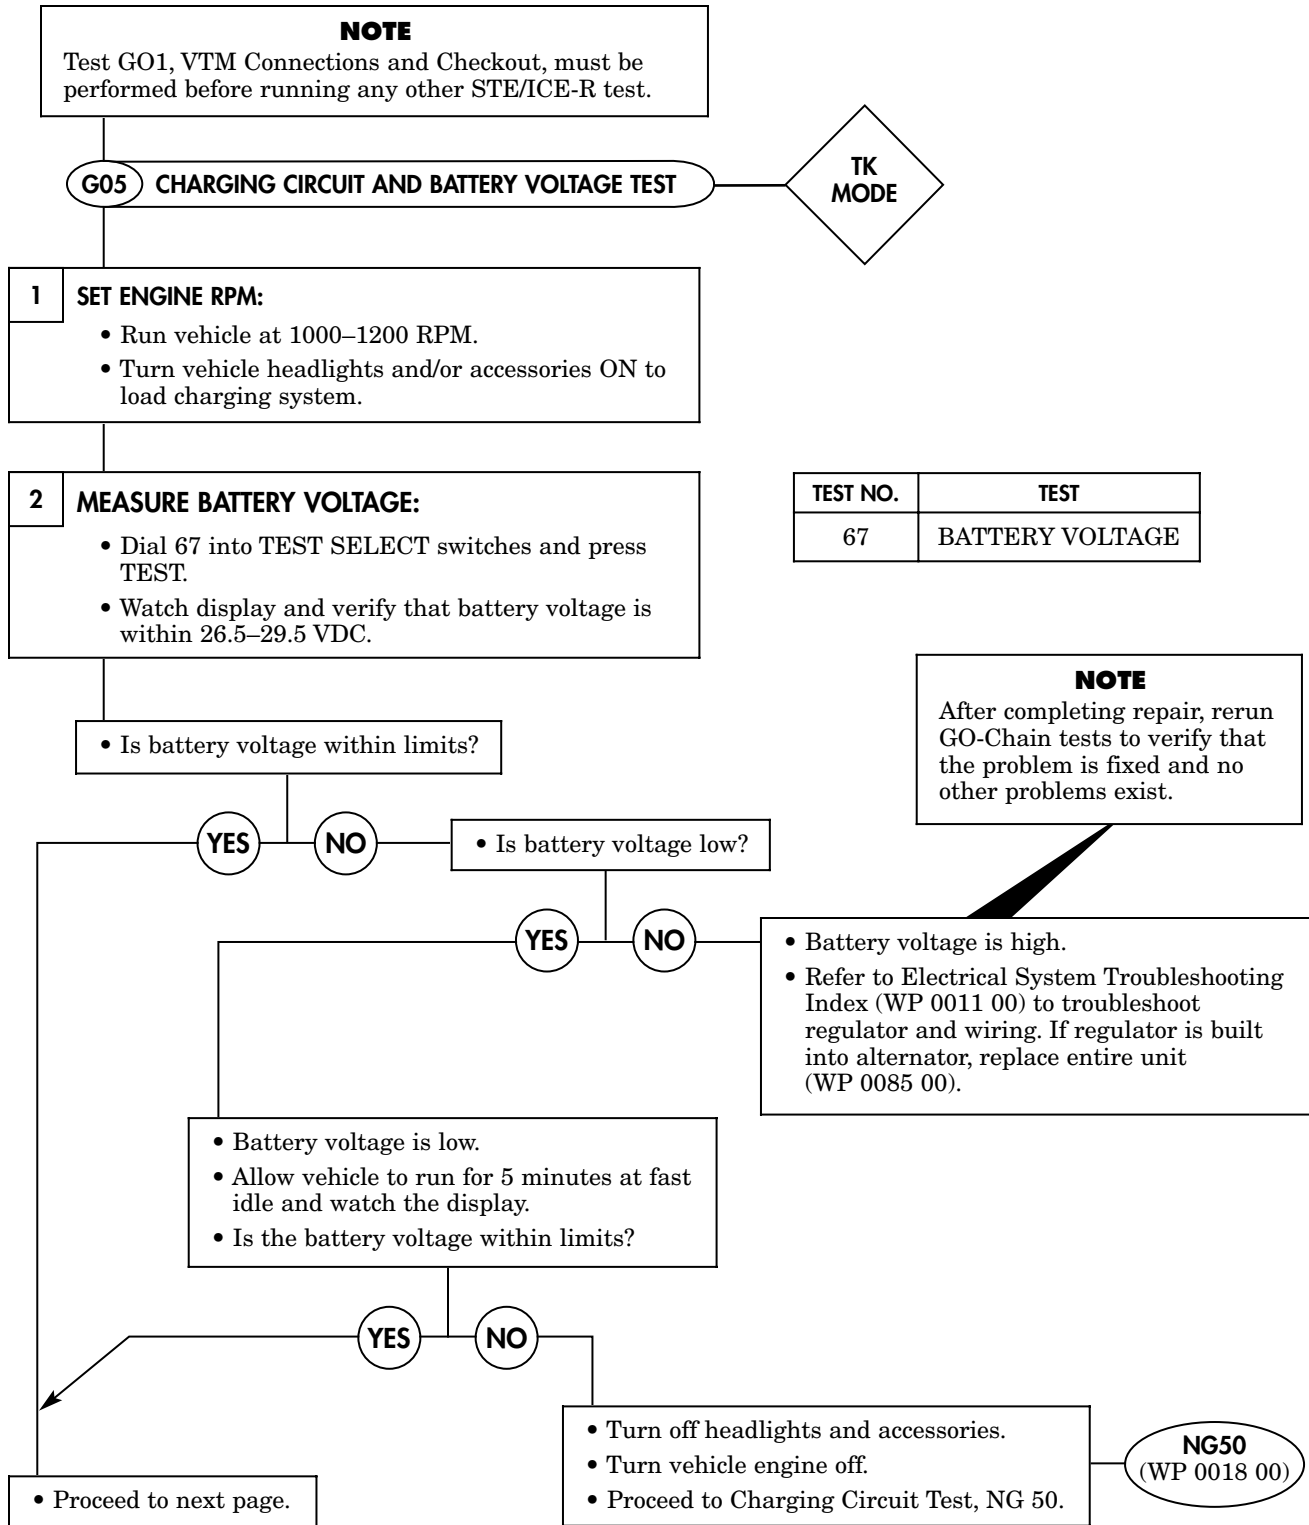 NOTE
Test GO1, VTM Connections and Checkout, must be
performed before running any other STE/ICE-R test.
G05 CHARGING CIRCUIT AND BATTERY VOLTAGE TEST
TK
MODE
1 SET ENGINE RPM:
• Run vehicle at 1000–1200 RPM.
• Turn vehicle headlights and/or accessories ON to
load charging system.
2 MEASURE BATTERY VOLTAGE:
• Dial 67 into TEST SELECT switches and press
TEST.
• Watch display and verify that battery voltage is
within 26.5–29.5 VDC.
TEST NO. TEST
67 BATTERY VOLTAGE
NOTE
After completing repair, rerun
GO-Chain tests to verify that
the problem is fixed and no
other problems exist.
• Is battery voltage within limits?
YES NO
• Is battery voltage low?
YES NO
• Battery voltage is high.
• Refer to Electrical System Troubleshooting
Index (WP 0011 00) to troubleshoot
regulator and wiring. If regulator is built
into alternator, replace entire unit
(WP 0085 00).
• Battery voltage is low.
• Allow vehicle to run for 5 minutes at fast
idle and watch the display.
• Is the battery voltage within limits?
YES NO
• Turn off headlights and accessories.
• Turn vehicle engine off.
• Proceed to Charging Circuit Test, NG 50.
NG50
(WP 0018 00)
• Proceed to next page.